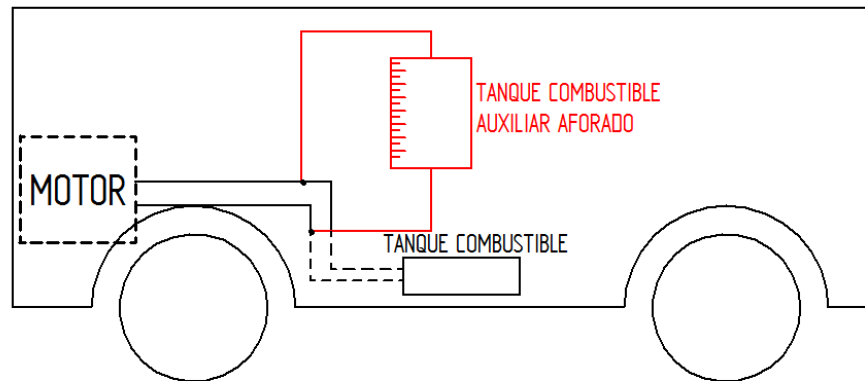 TANQUE COMBUSTIBLE
AUXILIAR AFORADO
MOTOR
TANQUE COMBUSTIBLE